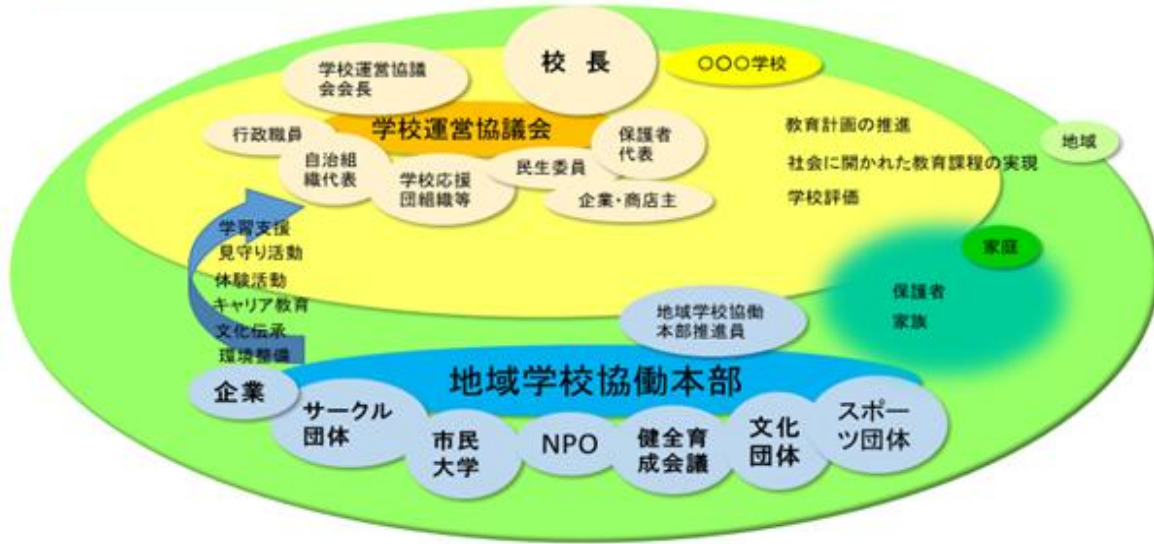 校 長
〇〇〇学校
学校運営協議
会会長
学校運営協議会
行政職員
自治組
織代表
学校応援
団組織等
民生委員
保護者
代表
企業・商店主
教育計画の推進
社会に開かれた教育課程の実現
学校評価
地域
家庭
保護者
家族
学習支援
見守り活動
体験活動
キャリア教育
文化伝承
環境整備
地域学校協働
本部推進員
地域学校協働本部
企業
サークル
団体
市民
大学
NPO
健全育
成会議
文化
団体
スポー
ツ団体